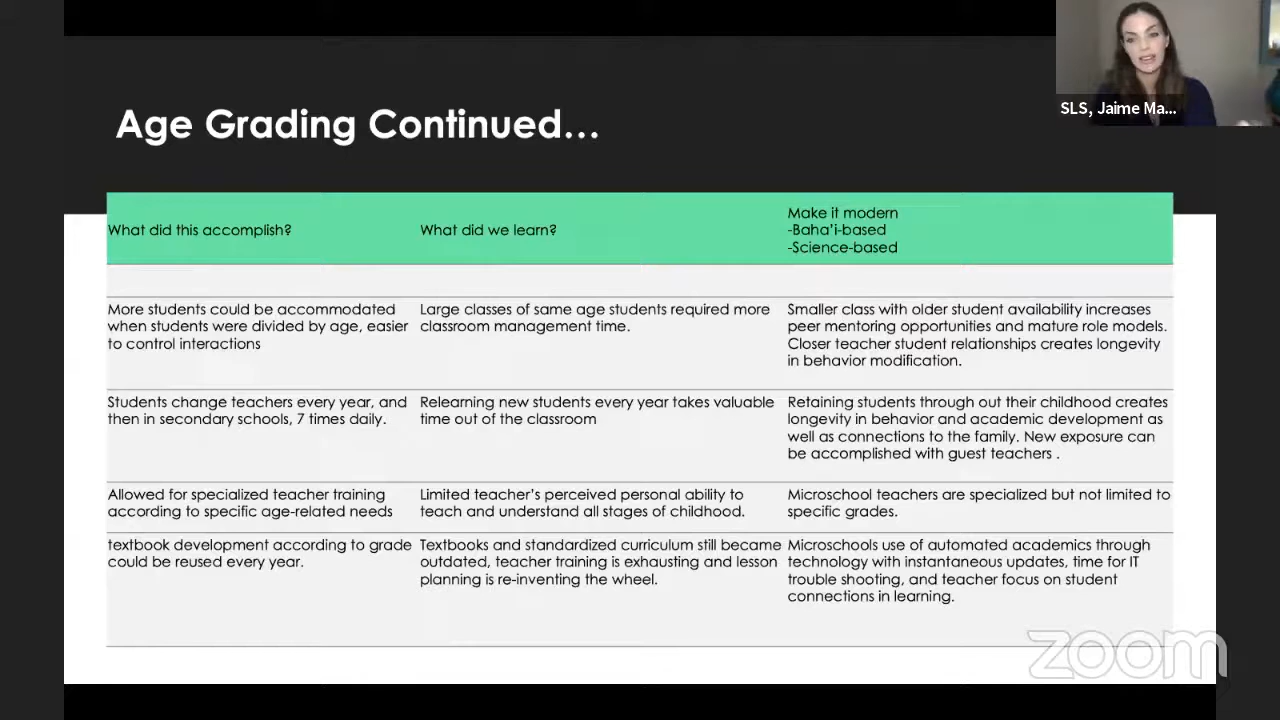 SLS, Jaime Ma...
Age Grading Continued...
What did this accomplish?
What did we learn?
Make it modern
-Baha'i-based
-Science-based
More students could be accommodated
when students were divided by age, easier
to control interactions
Large classes of same age students required more
classroom management time.
Smaller class with older student availability increases
peer mentoring opportunities and mature role models.
Closer teacher student relationships creates longevity
in behavior modification.
Students change teachers every year, and
then in secondary schools, 7 times daily.
Relearning new students every year takes valuable
time out of the classroom
Retaining students through out their childhood creates
longevity in behavior and academic development as
well as connections to the family. New exposure can
be accomplished with guest teachers .
Allowed for specialized teacher training
according to specific age-related needs
Limited teacher's perceived personal ability to
teach and understand all stages of childhood.
Microschool teachers are specialized but not limited to
specific grades.
textbook development according to grade
could be reused every year.
Textbooks and standardized curriculum still became
outdated, teacher training is exhausting and lesson
planning is re-inventing the wheel.
Microschools use of automated academics through
technology with instantaneous updates, time for IT
trouble shooting, and teacher focus on student
connections in learning.
zoom